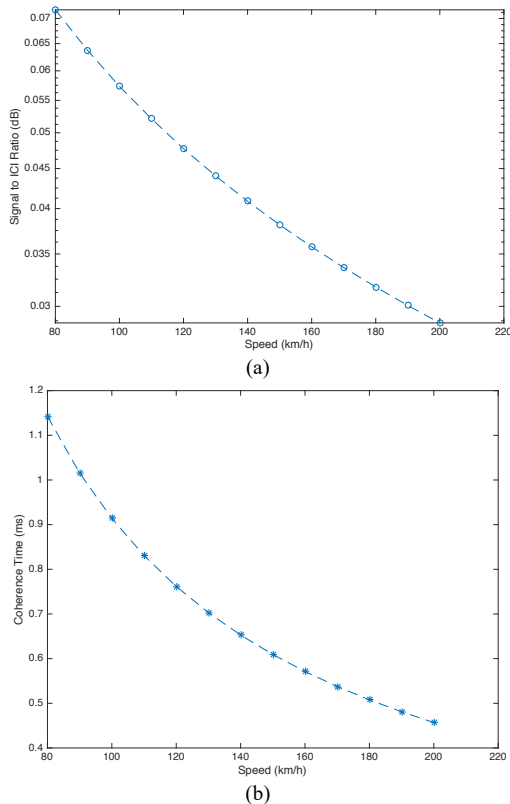 0.07
0.065
0.06
0.055
0.05
0.045
0.04
0.035
0.03
Signal to ICI Ratio (dB)
80 100 120 140 160 180 200 220
Speed (km/h)
(a)
1.2
1.1
1
0.9
0.8
0.7
0.6
0.5
0.4
Coherence Time (ms)
80 100 120 140 160 180 200 220
Speed (km/h)
(b)